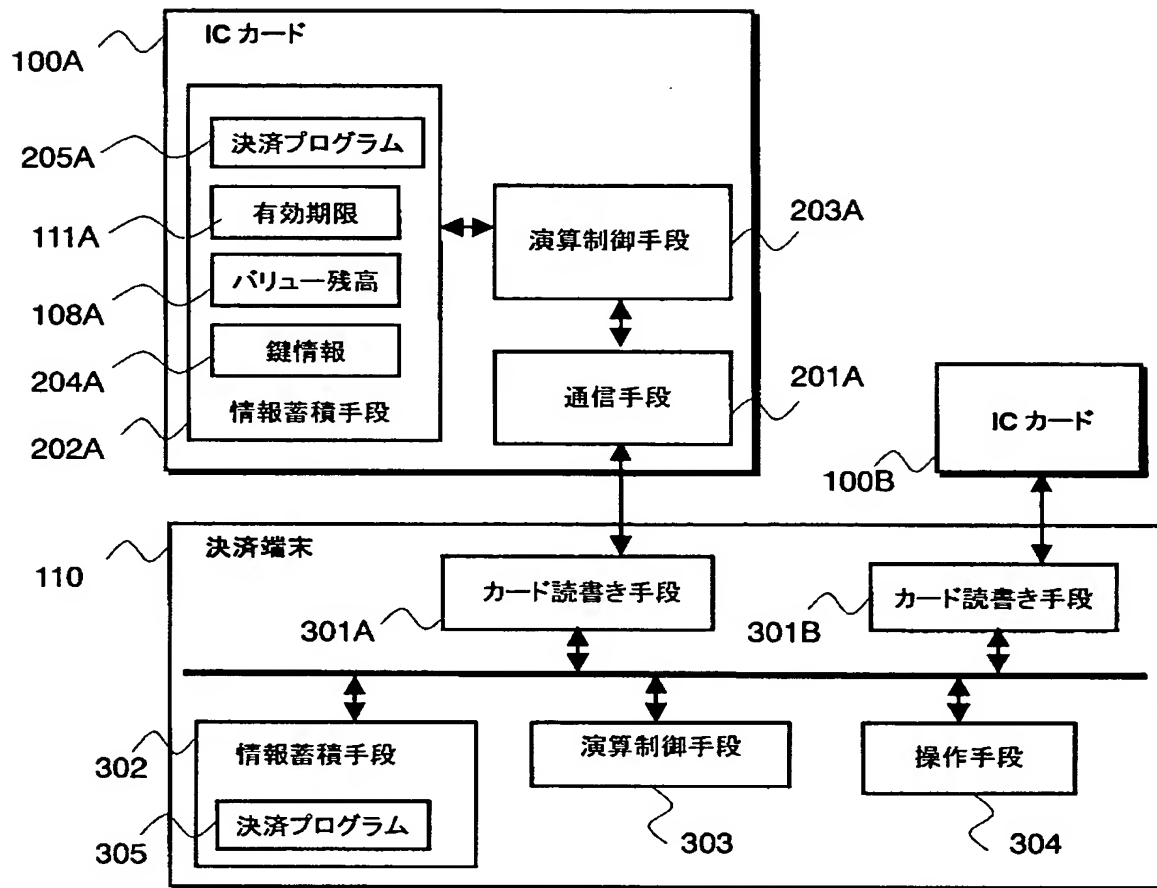 IC カード
100A
決済プログラム
205A
有効期限
111A
バリュー残高
108A
鍵情報
204A
情報蓄積手段
202A
演算制御手段
203A
通信手段
201A
IC カード
100B
決済端末
110
カード読書き手段
301A
カード読書き手段
301B
情報蓄積手段
302
決済プログラム
305
演算制御手段
303
操作手段
304